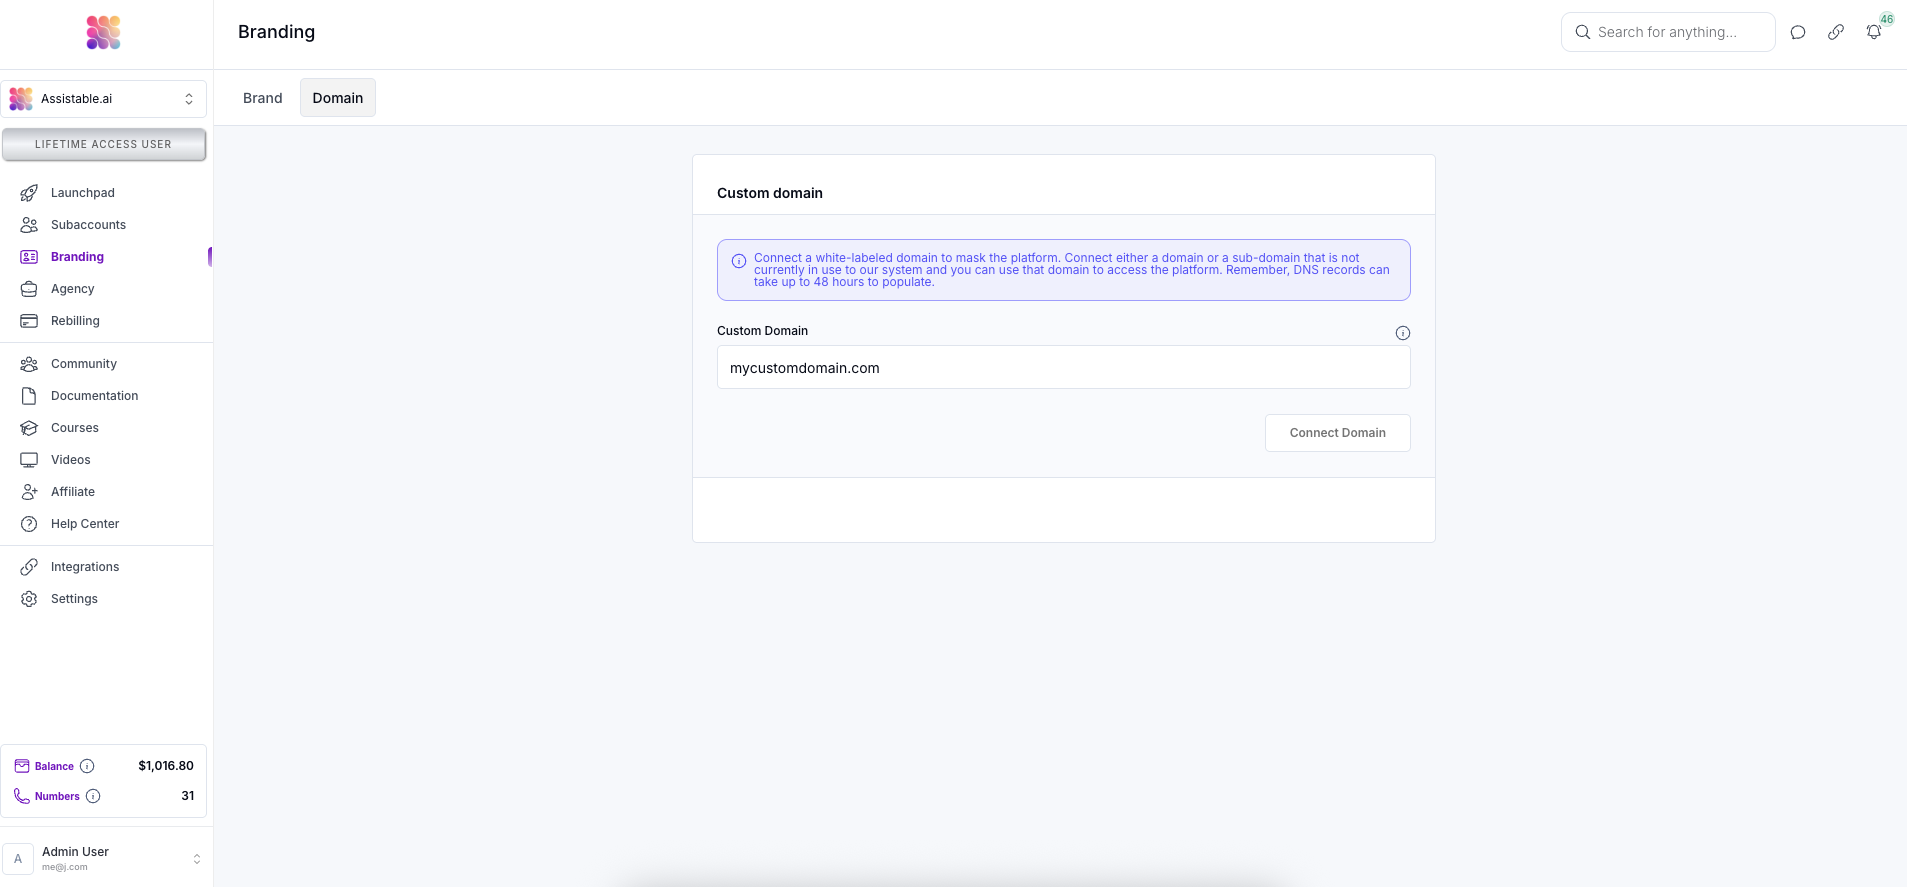 Branding
Search for anything...
46
Assistable.ai
LIFETIME ACCESS USER
Launchpad
Subaccounts
Branding
Agency
Rebilling
Community
Documentation
Courses
Videos
Affiliate
Help Center
Integrations
Settings
Balance $1,016.80
Numbers 31
A
Admin User
me@j.com
Brand Domain
Custom domain
Connect a white-labeled domain to mask the platform. Connect either a domain or a sub-domain that is not
currently in use to our system and you can use that domain to access the platform. Remember, DNS records can
take up to 48 hours to populate.
Custom Domain
mycustomdomain.com
Connect Domain